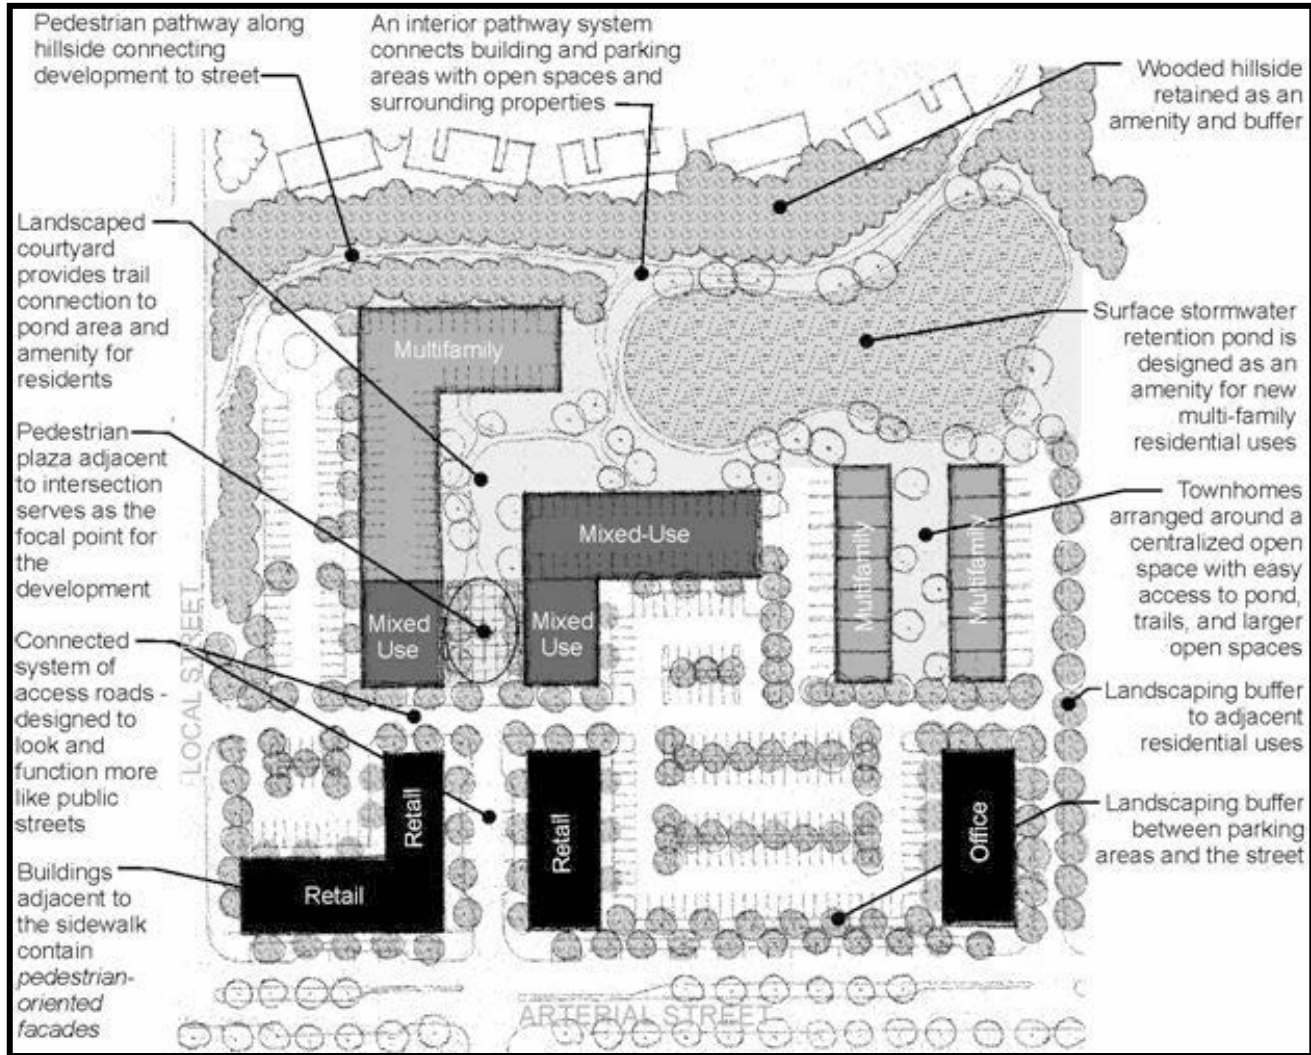 Pedestrian pathway along
hillside connecting
development to street
An interior pathway system
connects building and parking
areas with open spaces and
surrounding properties
Wooded hillside
retained as an
amenity and buffer
Landscaped
courtyard
provides trail
connection to
pond area and
amenity for
residents
Pedestrian
plaza adjacent
to intersection
serves as the
focal point for
the
development
Connected
system of
access roads -
designed to
look and
function more
like public
streets
Buildings
adjacent to
the sidewalk
contain
pedestrian-
oriented
facades
Surface stormwater
retention pond is
designed as an
amenity for new
multi-family
residential uses
Townhomes
arranged around a
centralized open
space with easy
access to pond,
trails, and larger
open spaces
Landscaping buffer
to adjacent
residential uses
Landscaping buffer
between parking
areas and the street
Multifamily
Mixed-Use
Mixed
Use
Mixed
Use
Multifamily
Multifamily
Retail
Retail
Retail
Office
LOCAL STREET
ARTERIAL STREET